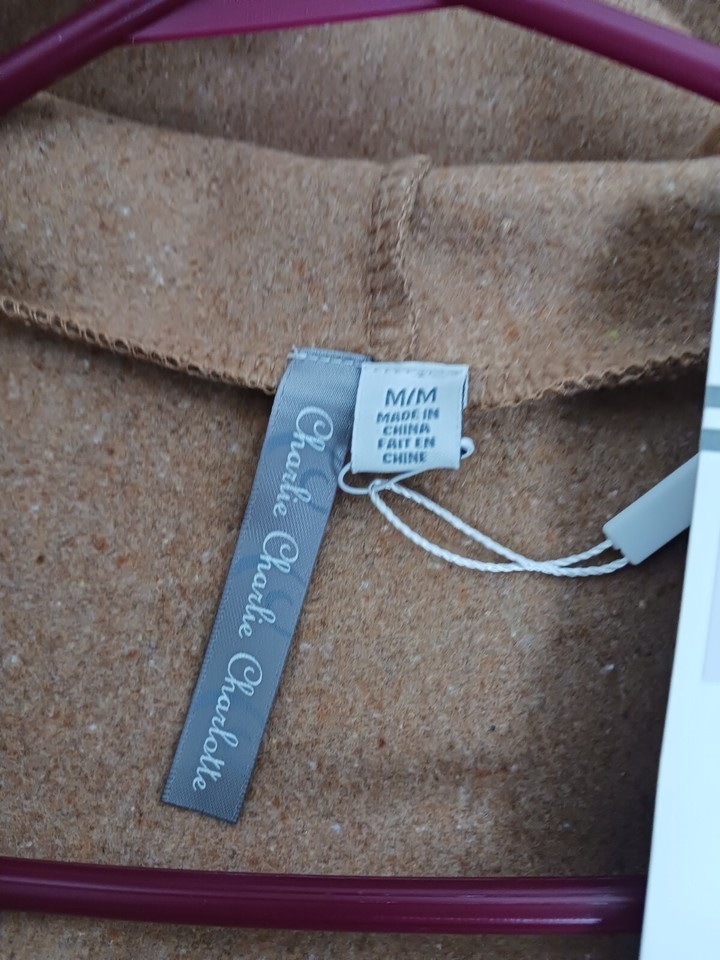 Charlie Charlie Charlotte
M/M
MADE IN
CHINA
FAIT EN
CHINE